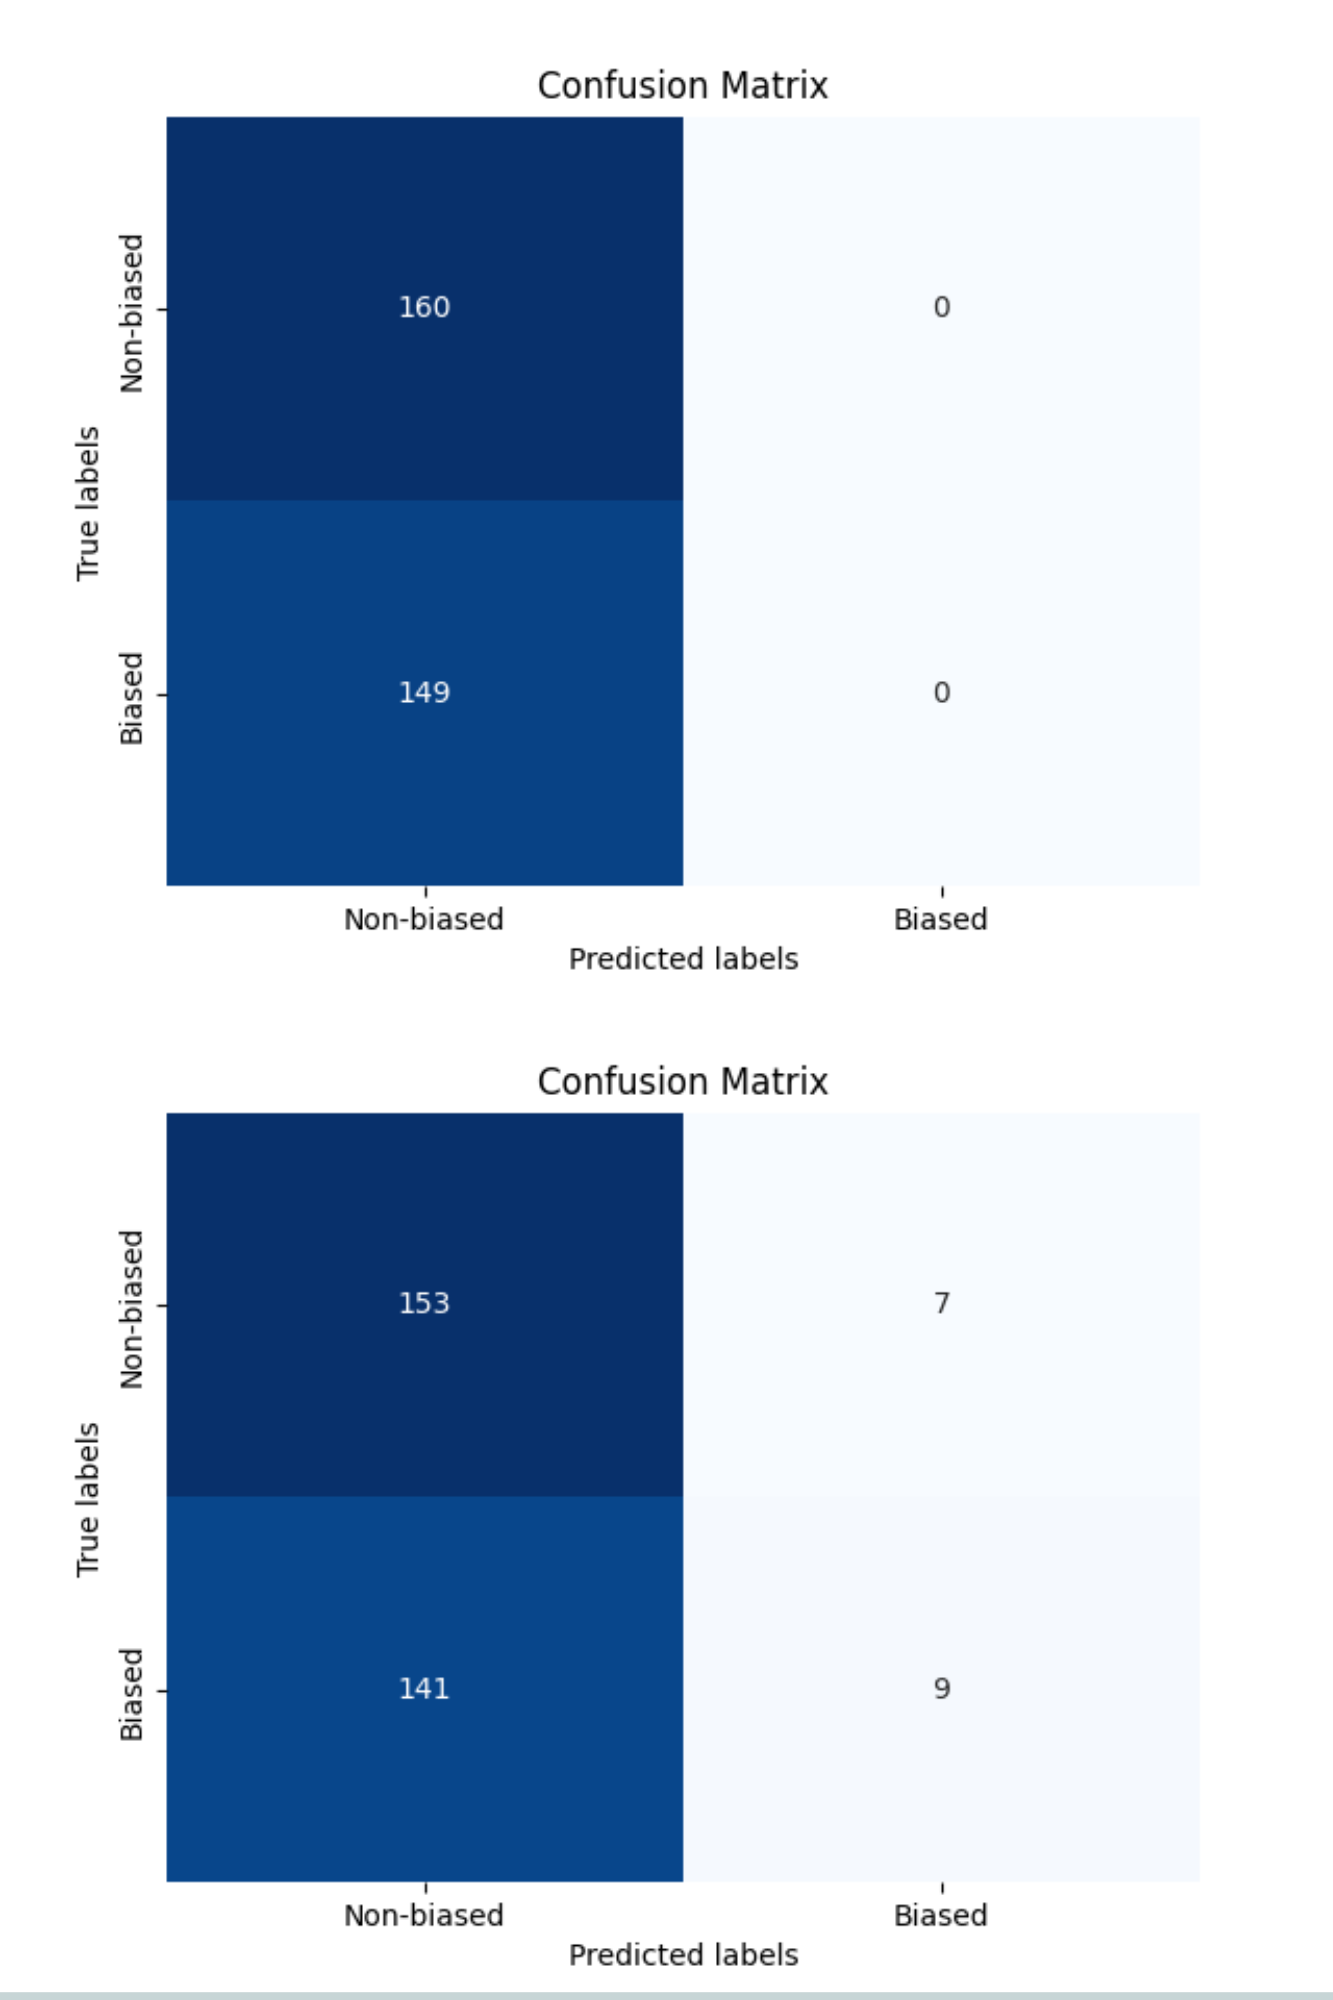 Confusion Matrix
Non-biased
160
0
True labels
Biased
149
0
Non-biased
Biased
Predicted labels
Confusion Matrix
Non-biased
153
7
True labels
Biased
141
9
Non-biased
Biased
Predicted labels